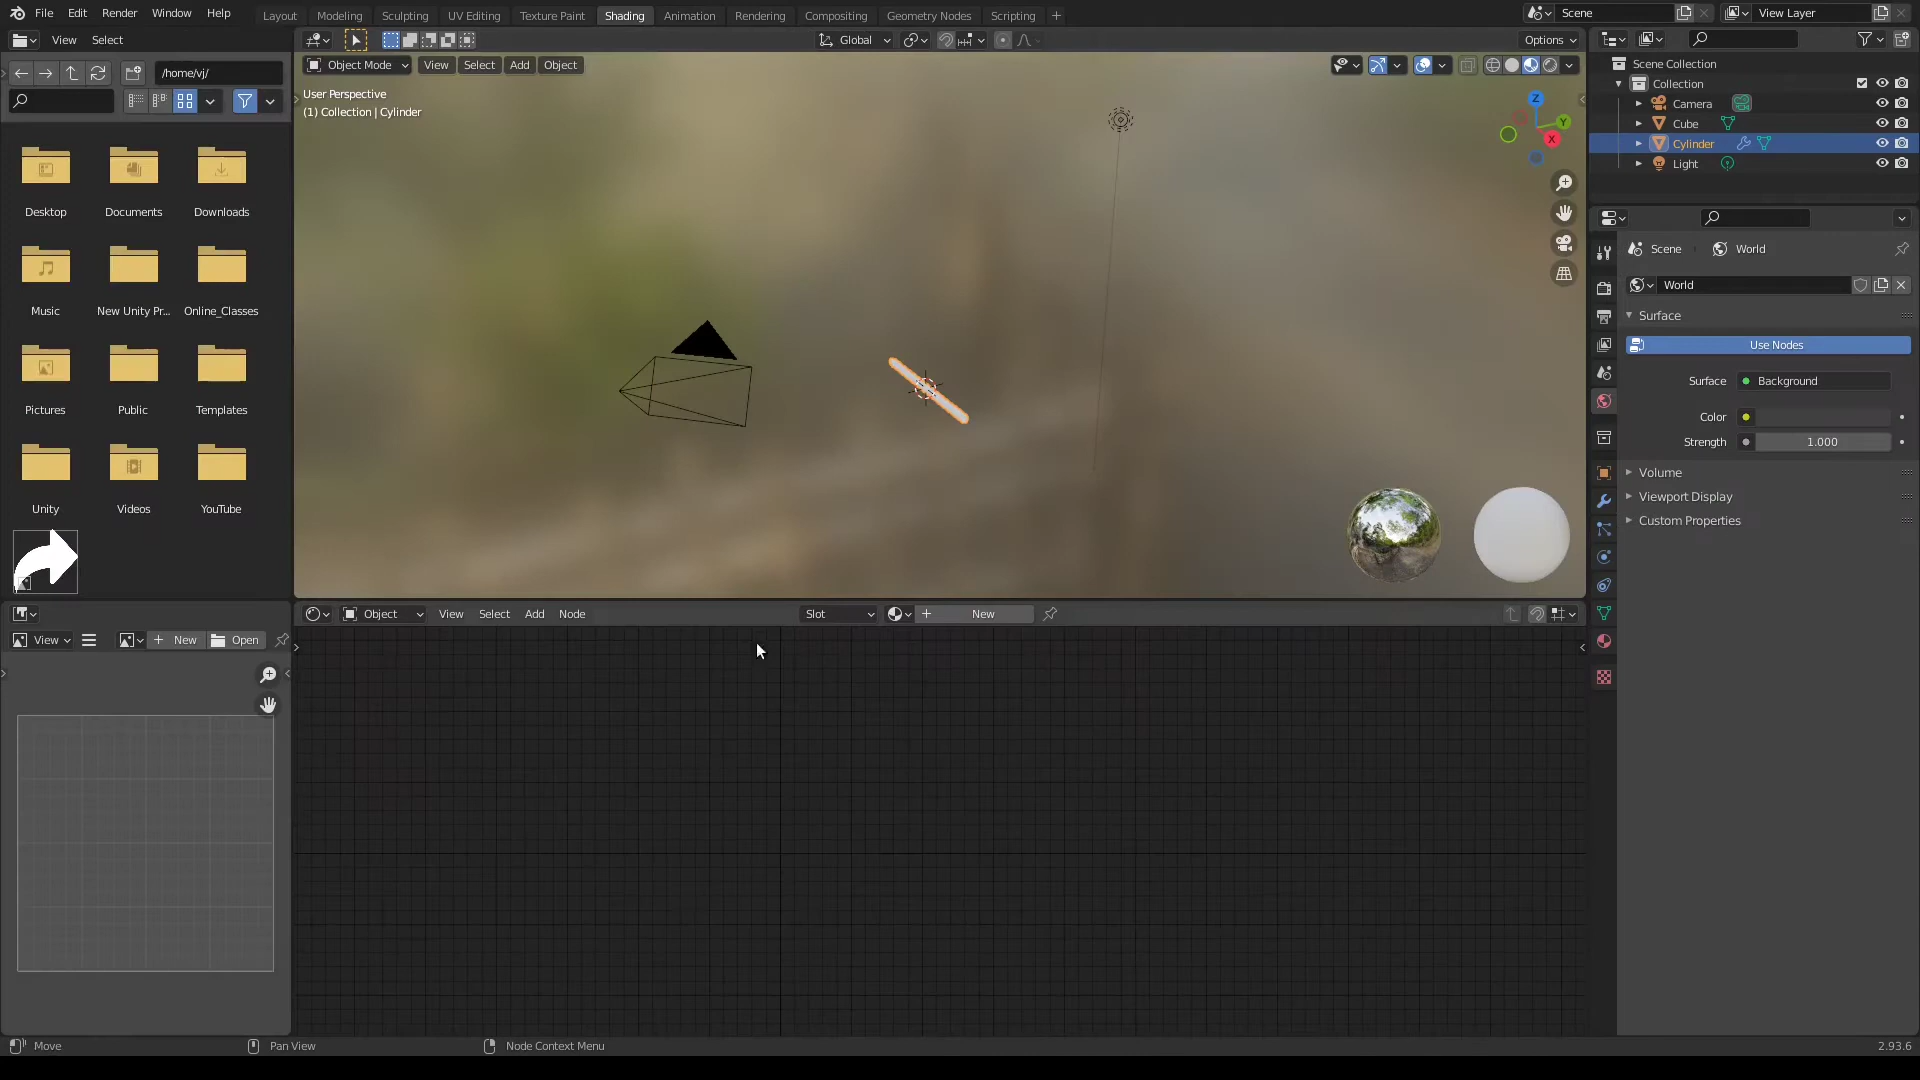 File Edit Render Window Help Layout Modeling Sculpting UV Editing Texture Paint Shading Animation Rendering Compositing Geometry Nodes Scripting + Scene View Layer
View Select Global Options
/home/vj/
Object Mode View Select Add Object
User Perspective
(1) Collection | Cylinder
Z
Y
X
Desktop Documents Downloads
Music New Unity Pr... Online_Classes
Pictures Public Templates
Unity Videos YouTube
Scene Collection
Collection
Camera
Cube
Cylinder
Light
Scene World
World
Surface
Use Nodes
Surface Background
Color
Strength 1.000
Volume
Viewport Display
Custom Properties
Object View Select Add Node Slot New
View New Open
Move Pan View Node Context Menu 2.93.6